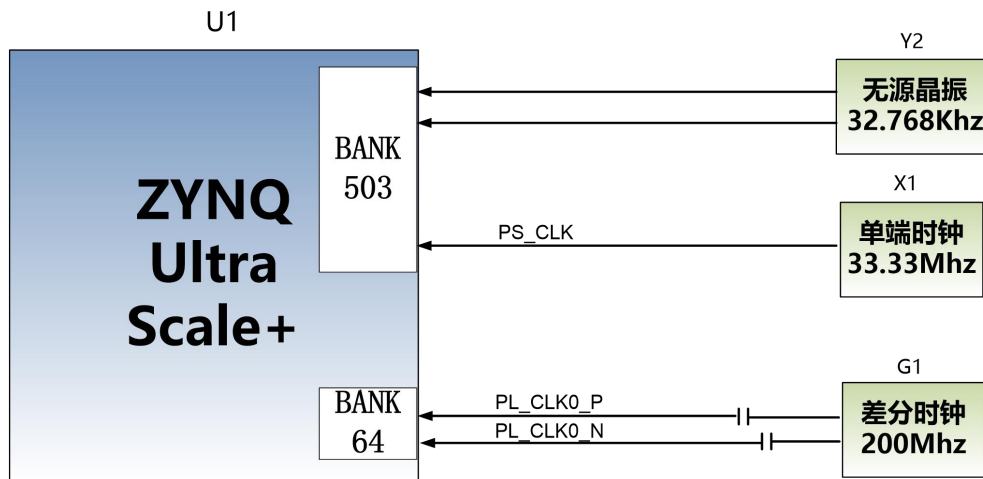 U1
Y2
无源晶振
32.768Khz
BANK
503
ZYNQ
Ultra
Scale+
X1
PS_CLK
单端时钟
33.33Mhz
G1
BANK
64
PL_CLK0_P
PL_CLK0_N
差分时钟
200Mhz